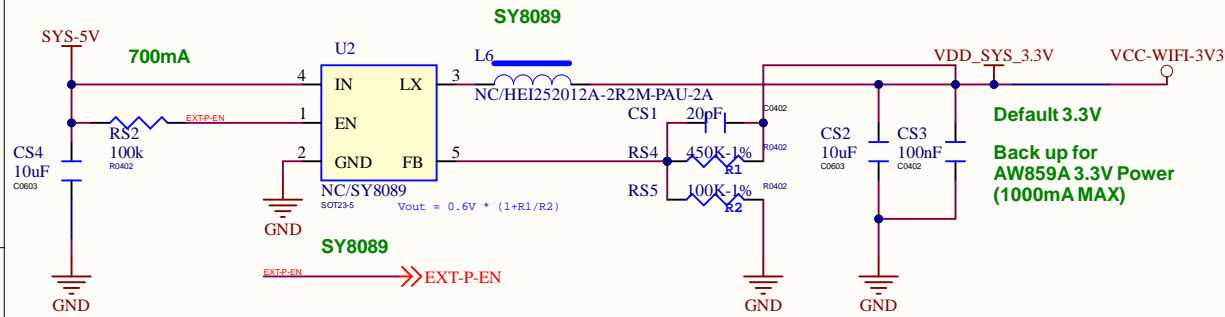 SY8089
SYS-5V
700mA
U2
L6
VDD_SYS_3.3V
VCC-WIFI-3V3
4
IN
LX
3
NC/HEI252012A-2R2M-PAU-2A
1
EN
EXT-P-EN
RS2
100k
R0402
CS4
10uF
C0603
2
GND
FB
5
NC/SY8089
SOT23-5
Vout = 0.6V * (1+R1/R2)
GND
CS1
20pF
C0402
RS4
450K-1%
R0402
R1
RS5
100K-1%
R0402
R2
CS2
10uF
C0603
CS3
100nF
C0402
Default 3.3V
Back up for
AW859A 3.3V Power
(1000mA MAX)
SY8089
EXT-P-EN
EXT-P-EN
GND
GND
GND